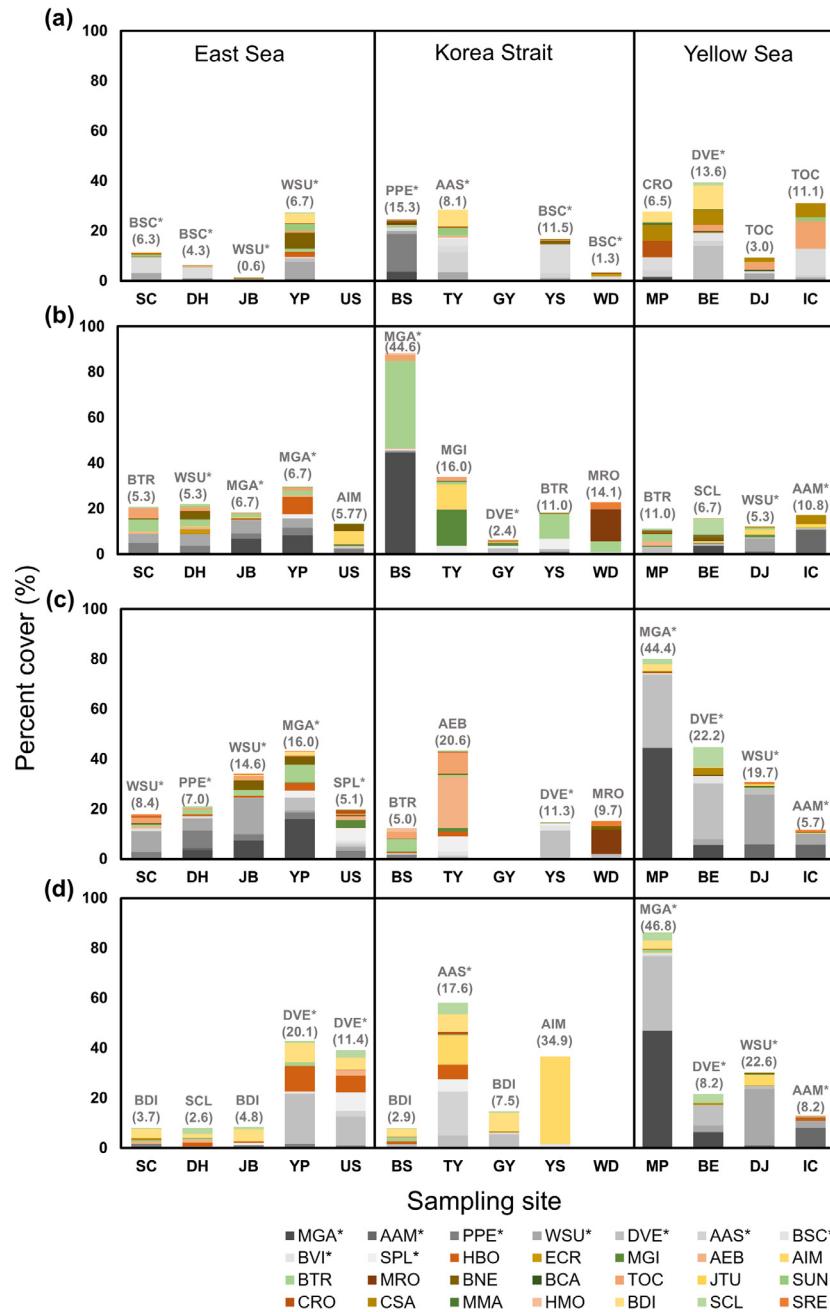 (a)
100
80
60
40
20
0
East Sea
Korea Strait
Yellow Sea
BSC*
(6.3)
BSC*
(4.3)
WSU*
(0.6)
WSU*
(6.7)
PPE*
(15.3)
AAS*
(8.1)
BSC*
(11.5)
BSC*
(1.3)
CRO
(6.5)
DVE*
(13.6)
TOC
(3.0)
TOC
(11.1)
SC DH JB YP US BS TY GY YS WD MP BE DJ IC
(b)
100
80
60
40
20
0
BTR
(5.3)
WSU*
(5.3)
MGA*
(6.7)
MGA*
(6.7)
AIM
(5.77)
MGA*
(44.6)
MGI
(16.0)
DVE*
(2.4)
BTR
(11.0)
MRO
(14.1)
BTR
(11.0)
SCL
(6.7)
WSU*
(5.3)
AAM*
(10.8)
SC DH JB YP US BS TY GY YS WD MP BE DJ IC
Percent cover (%)
(c)
100
80
60
40
20
0
WSU*
(8.4)
PPE*
(7.0)
WSU*
(14.6)
MGA*
(16.0)
SPL*
(5.1)
BTR
(5.0)
AEB
(20.6)
DVE*
(11.3)
MRO
(9.7)
MGA*
(44.4)
DVE*
(22.2)
WSU*
(19.7)
AAM*
(5.7)
SC DH JB YP US BS TY GY YS WD MP BE DJ IC
(d)
100
80
60
40
20
0
BDI
(3.7)
SCL
(2.6)
BDI
(4.8)
DVE*
(20.1)
DVE*
(11.4)
BDI
(2.9)
AAS*
(17.6)
BDI
(7.5)
AIM
(34.9)
MGA*
(46.8)
DVE*
(8.2)
WSU*
(22.6)
AAM*
(8.2)
SC DH JB YP US BS TY GY YS WD MP BE DJ IC
Sampling site
MGA* AAM* PPE* WSU* DVE* AAS* BSC*
BVI* SPL* HBO ECR MGI AEB AIM
BTR MRO BNE BCA TOC JTU SUN
CRO CSA MMA HMO BDI SCL SRE